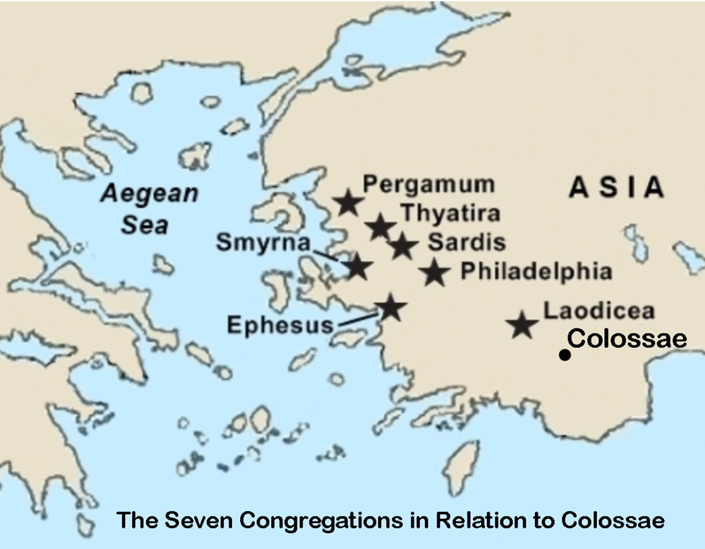 Aegean
Sea
ASIA
Pergamum
Thyatira
Smyrna
Sardis
Philadelphia
Ephesus
Laodicea
Colossae
The Seven Congregations in Relation to Colossae